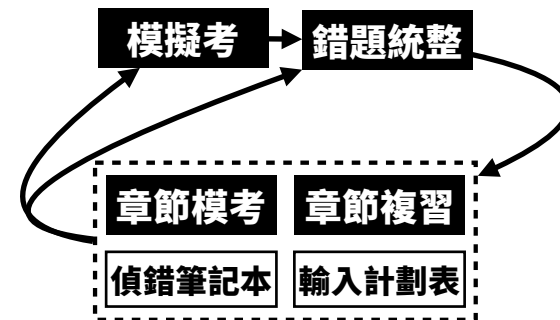 模擬考
錯題統整
章節模考
章節複習
偵錯筆記本
輸入計劃表